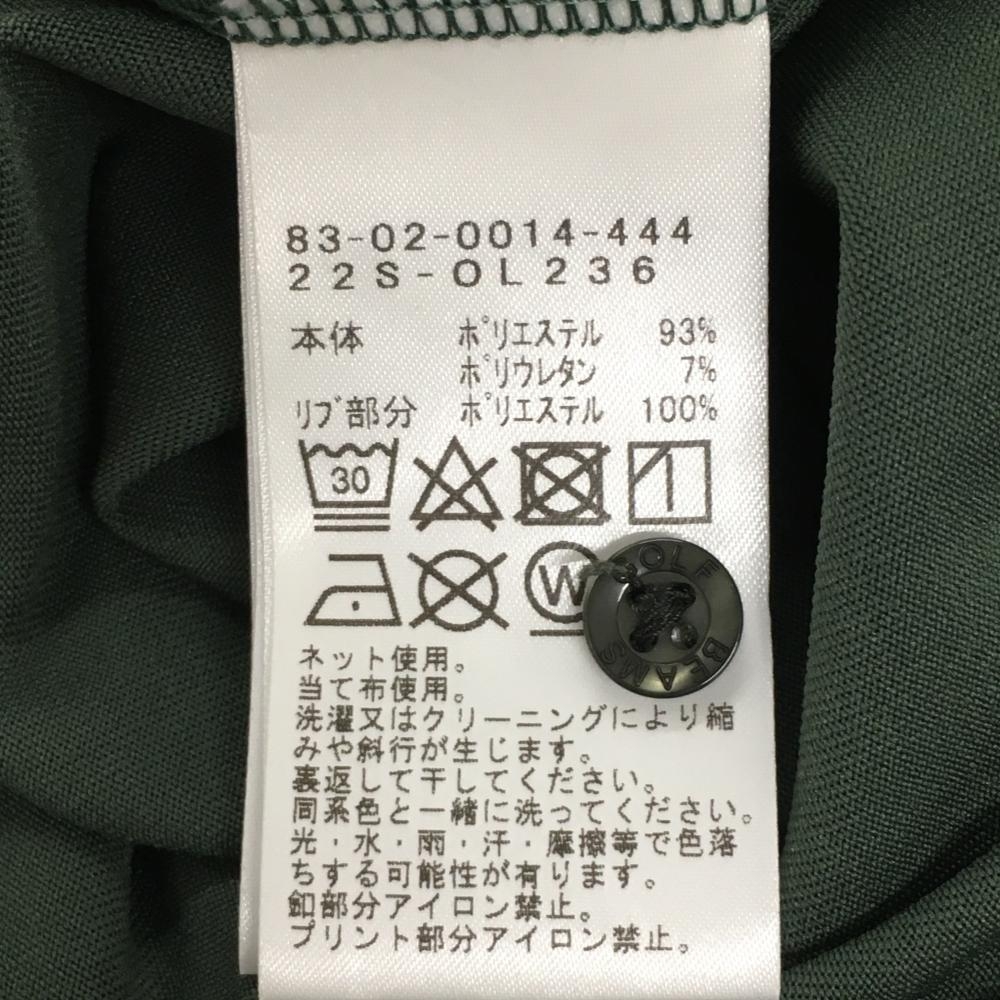 83-02-0014-444
22S-OL236
本体 ポリエステル 93%
ポリウレタン 7%
リブ部分 ポリエステル 100%
30
W
GOLF
BEAMS
ネット使用。
当て布使用。
洗濯又はクリーニングにより縮
みや斜行が生じます。
裏返して干してください。
同系色と一緒に洗ってください。
光・水・雨・汗・摩擦等で色落
ちする可能性が有ります。
釦部分アイロン禁止。
プリント部分アイロン禁止。